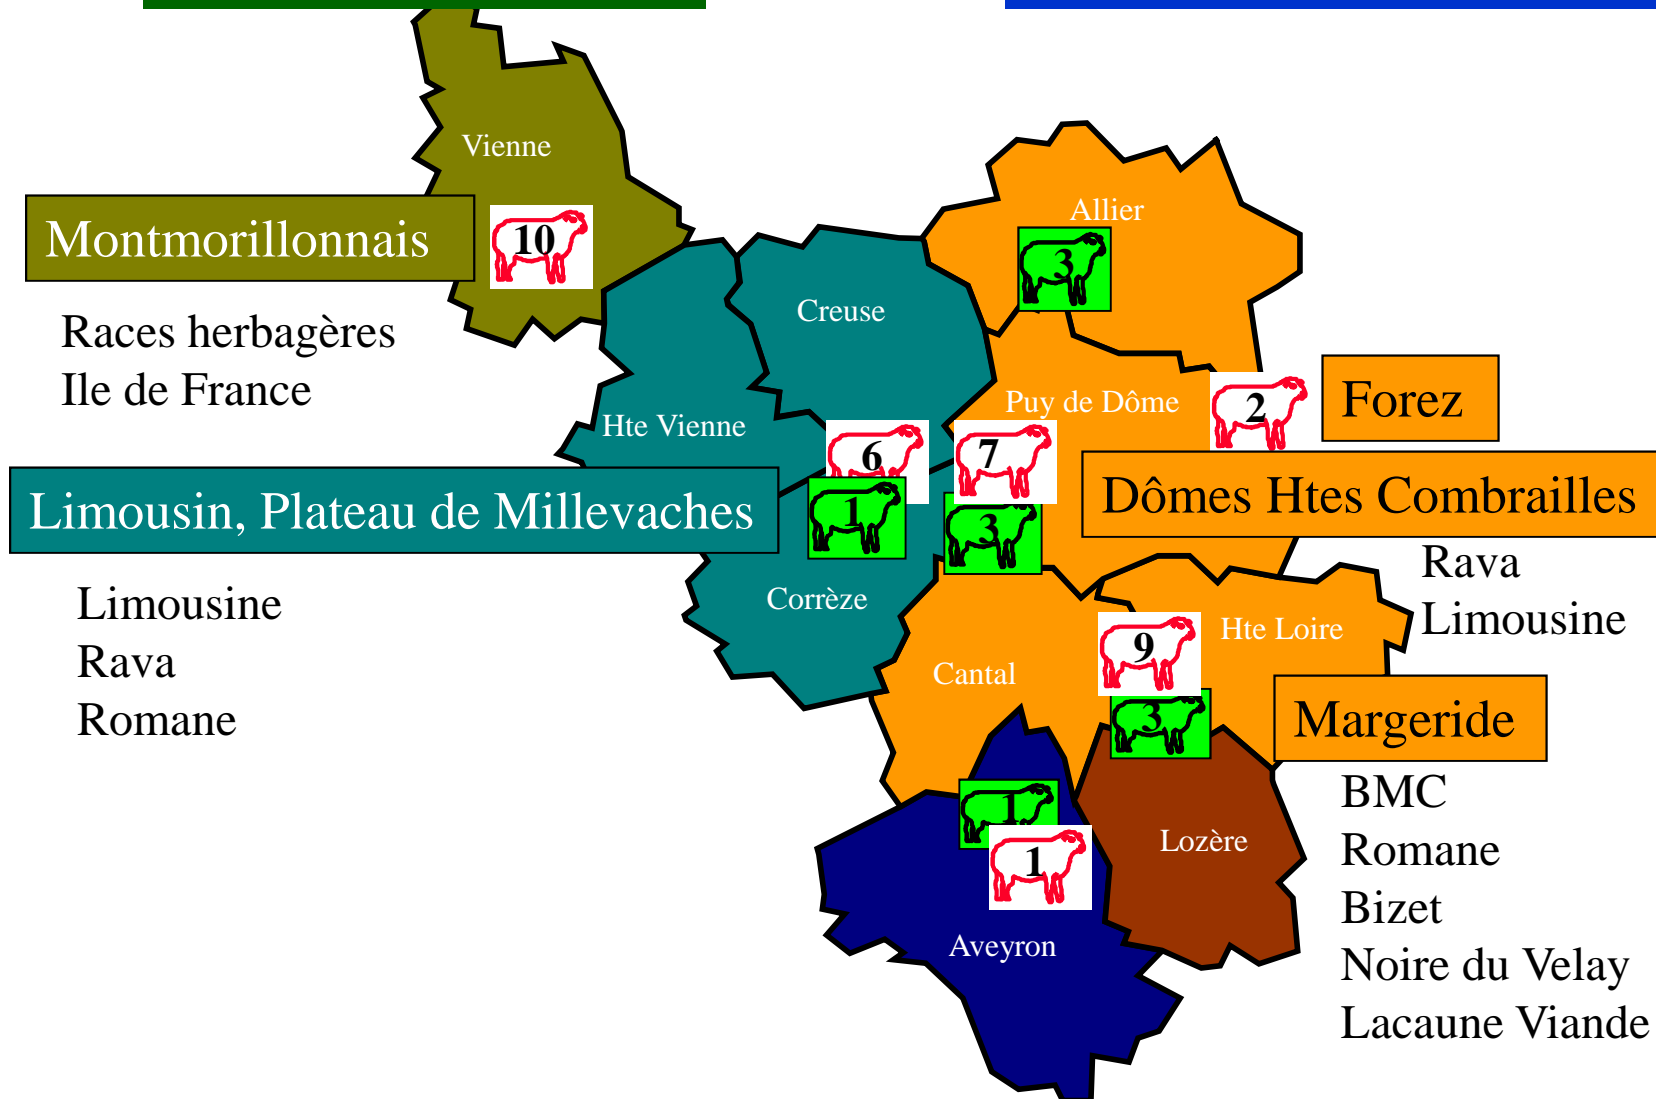 Vienne
Allier
Montmorillonnais
10
3
Races herbagères
Ile de France
Creuse
Puy de Dôme
2
Forez
Hte Vienne
6
7
Limousin, Plateau de Millevaches
1
3
Dômes Htes Combrailles
Rava
Limousine
Limousine
Rava
Romane
Corrèze
Hte Loire
9
Cantal
3
Margeride
BMC
Romane
Bizet
Noire du Velay
Lacaune Viande
1
1
Lozère
Aveyron